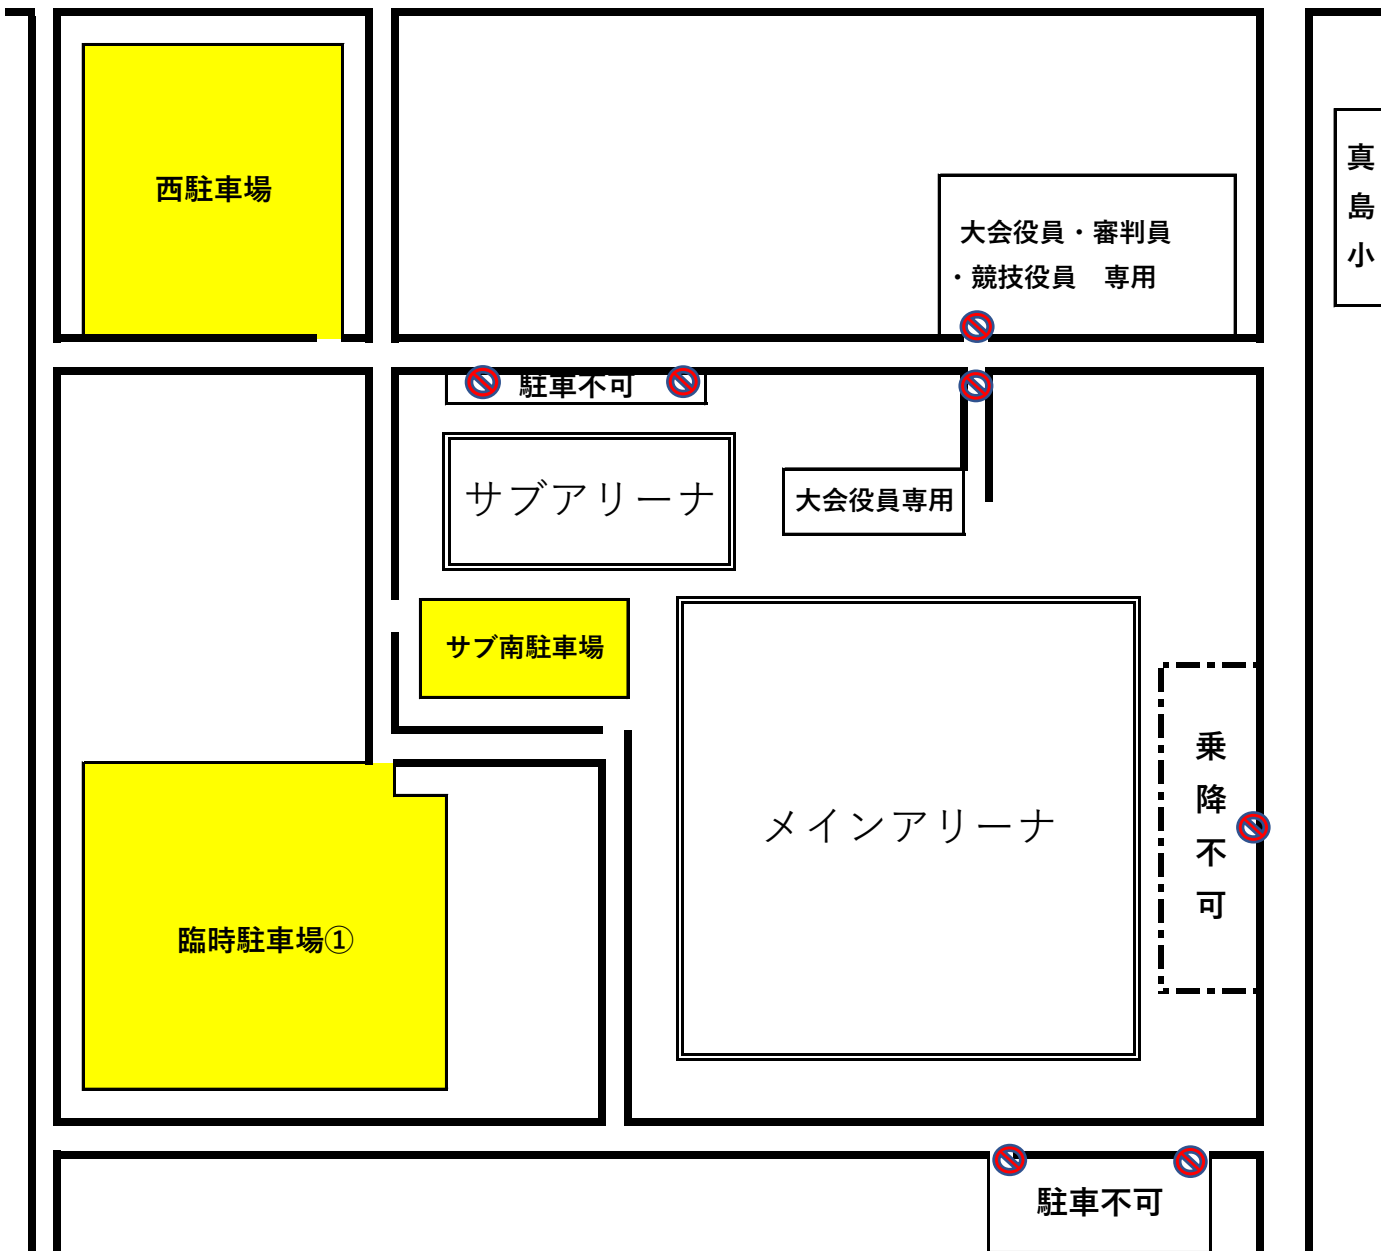 西駐車場
大会役員・審判員
・競技役員　専用
真島小
駐車不可
サブアリーナ
大会役員専用
サブ南駐車場
乗降不可
メインアリーナ
臨時駐車場①
駐車不可